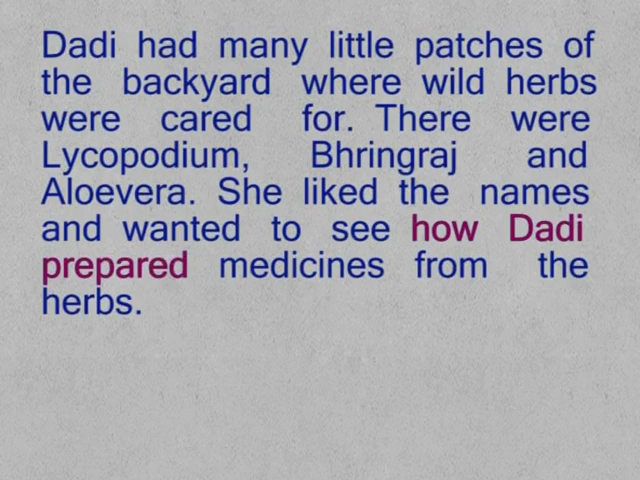 Dadi had many little patches of
the backyard where wild herbs
were cared for. There were
Lycopodium, Bhringraj and
Aloevera. She liked the names
and wanted to see how Dadi
prepared medicines from the
herbs.